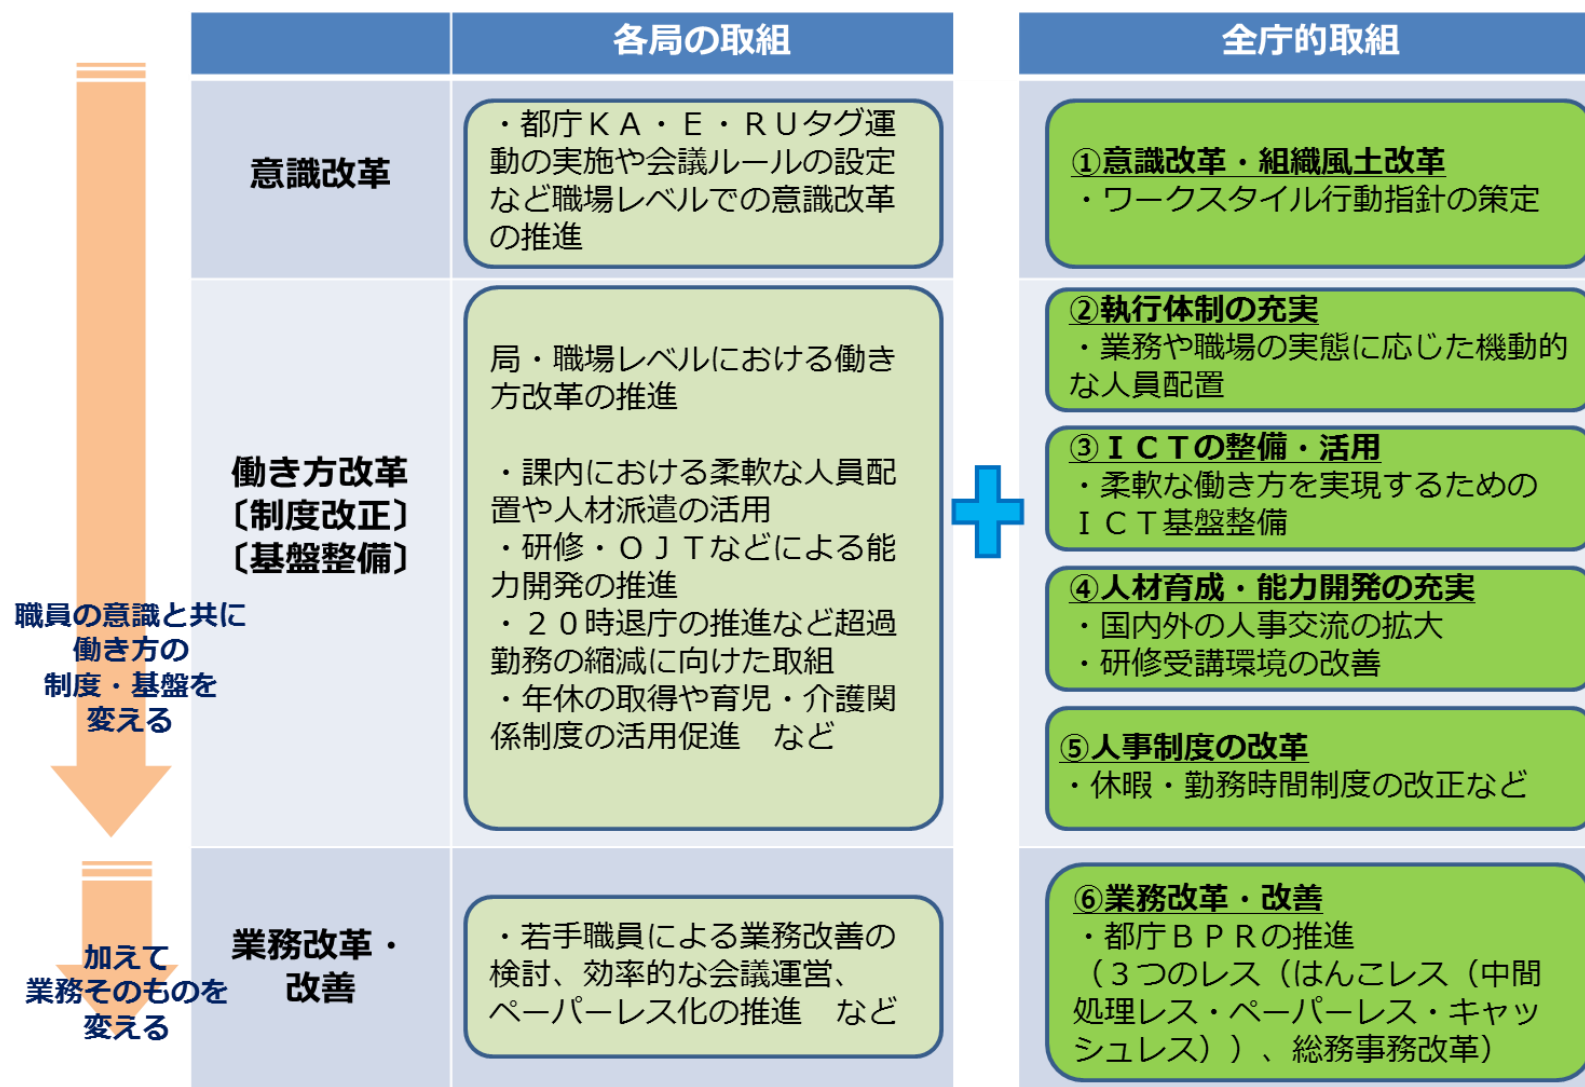 各局の取組
全庁的取組
意識改革
・都庁ＫＡ・Ｅ・ＲＵタグ運
動の実施や会議ルールの設定
など職場レベルでの意識改革
の推進
①意識改革・組織風土改革
・ワークスタイル行動指針の策定
働き方改革
〔制度改正〕
〔基盤整備〕
局・職場レベルにおける働き
方改革の推進
・課内における柔軟な人員配
置や人材派遣の活用
・研修・ＯＪＴなどによる能
力開発の推進
・２０時退庁の推進など超過
勤務の縮減に向けた取組
・年休の取得や育児・介護関
係制度の活用促進　など
②執行体制の充実
・業務や職場の実態に応じた機動的
な人員配置
③ＩＣＴの整備・活用
・柔軟な働き方を実現するための
ＩＣＴ基盤整備
④人材育成・能力開発の充実
・国内外の人事交流の拡大
・研修受講環境の改善
⑤人事制度の改革
・休暇・勤務時間制度の改正など
職員の意識と共に
働き方の
制度・基盤を
変える
業務改革・
改善
・若手職員による業務改善の
検討、効率的な会議運営、
ペーパーレス化の推進　など
⑥業務改革・改善
・都庁ＢＰＲの推進
（３つのレス（はんこレス（中間
処理レス・ペーパーレス・キャッ
シュレス））、総務事務改革）
加えて
業務そのものを
変える